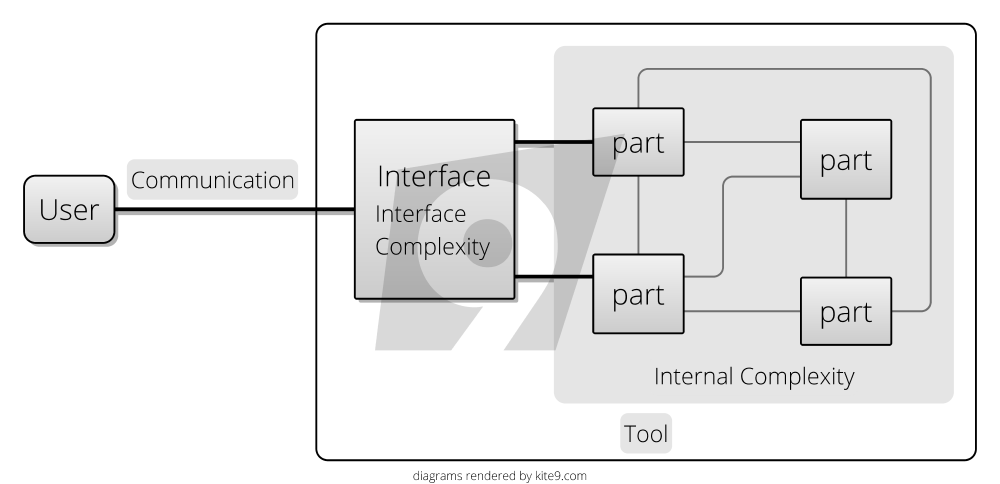 User
Communication
Interface
Interface
Complexity
part
part
part
part
Internal Complexity
Tool
diagrams rendered by kite9.com